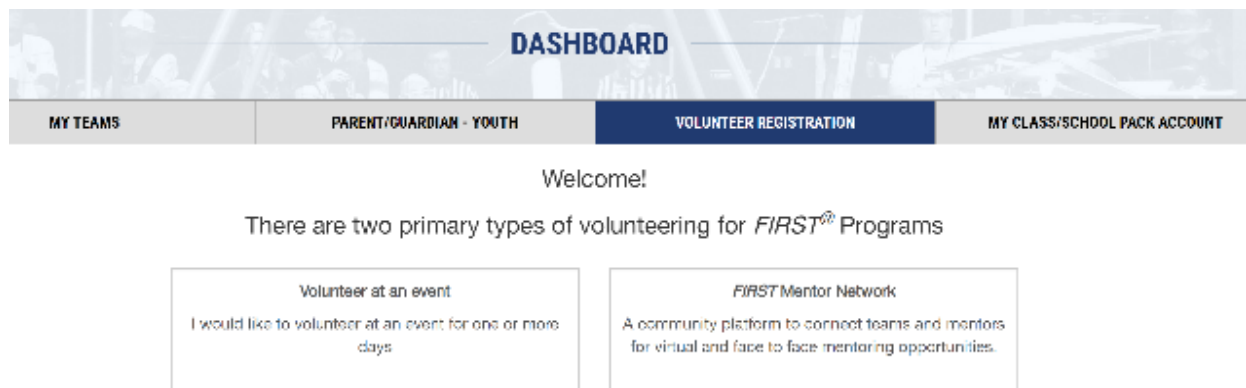 DASHBOARD
MY TEAMS
PARENT/GUARDIAN - YOUTH
VOLUNTEER REGISTRATION
MY CLASS/SCHOOL PACK ACCOUNT
Welcome!
There are two primary types of volunteering for FIRST® Programs
Volunteer at an event
I would like to volunteer at an event for one or more
days
FIRST Mentor Network
A community platform to connect teams and mentors
for virtual and face to face mentoring opportunities.